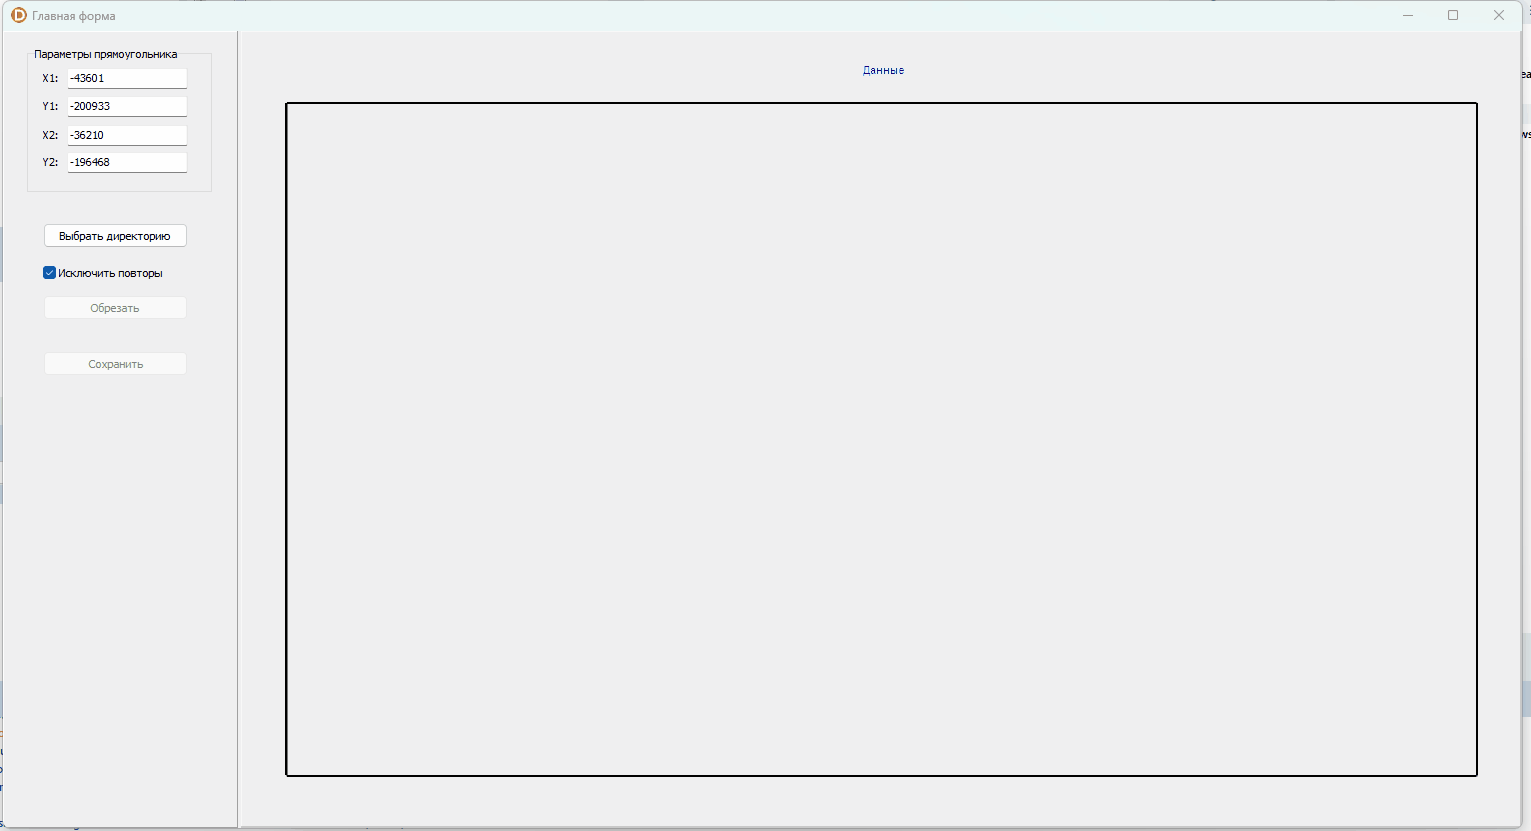 Главная форма
Параметры прямоугольника
X1: -43601
Y1: -200933
X2: -36210
Y2: -196468
Выбрать директорию
Исключить повторы
Обрезать
Сохранить
Данные